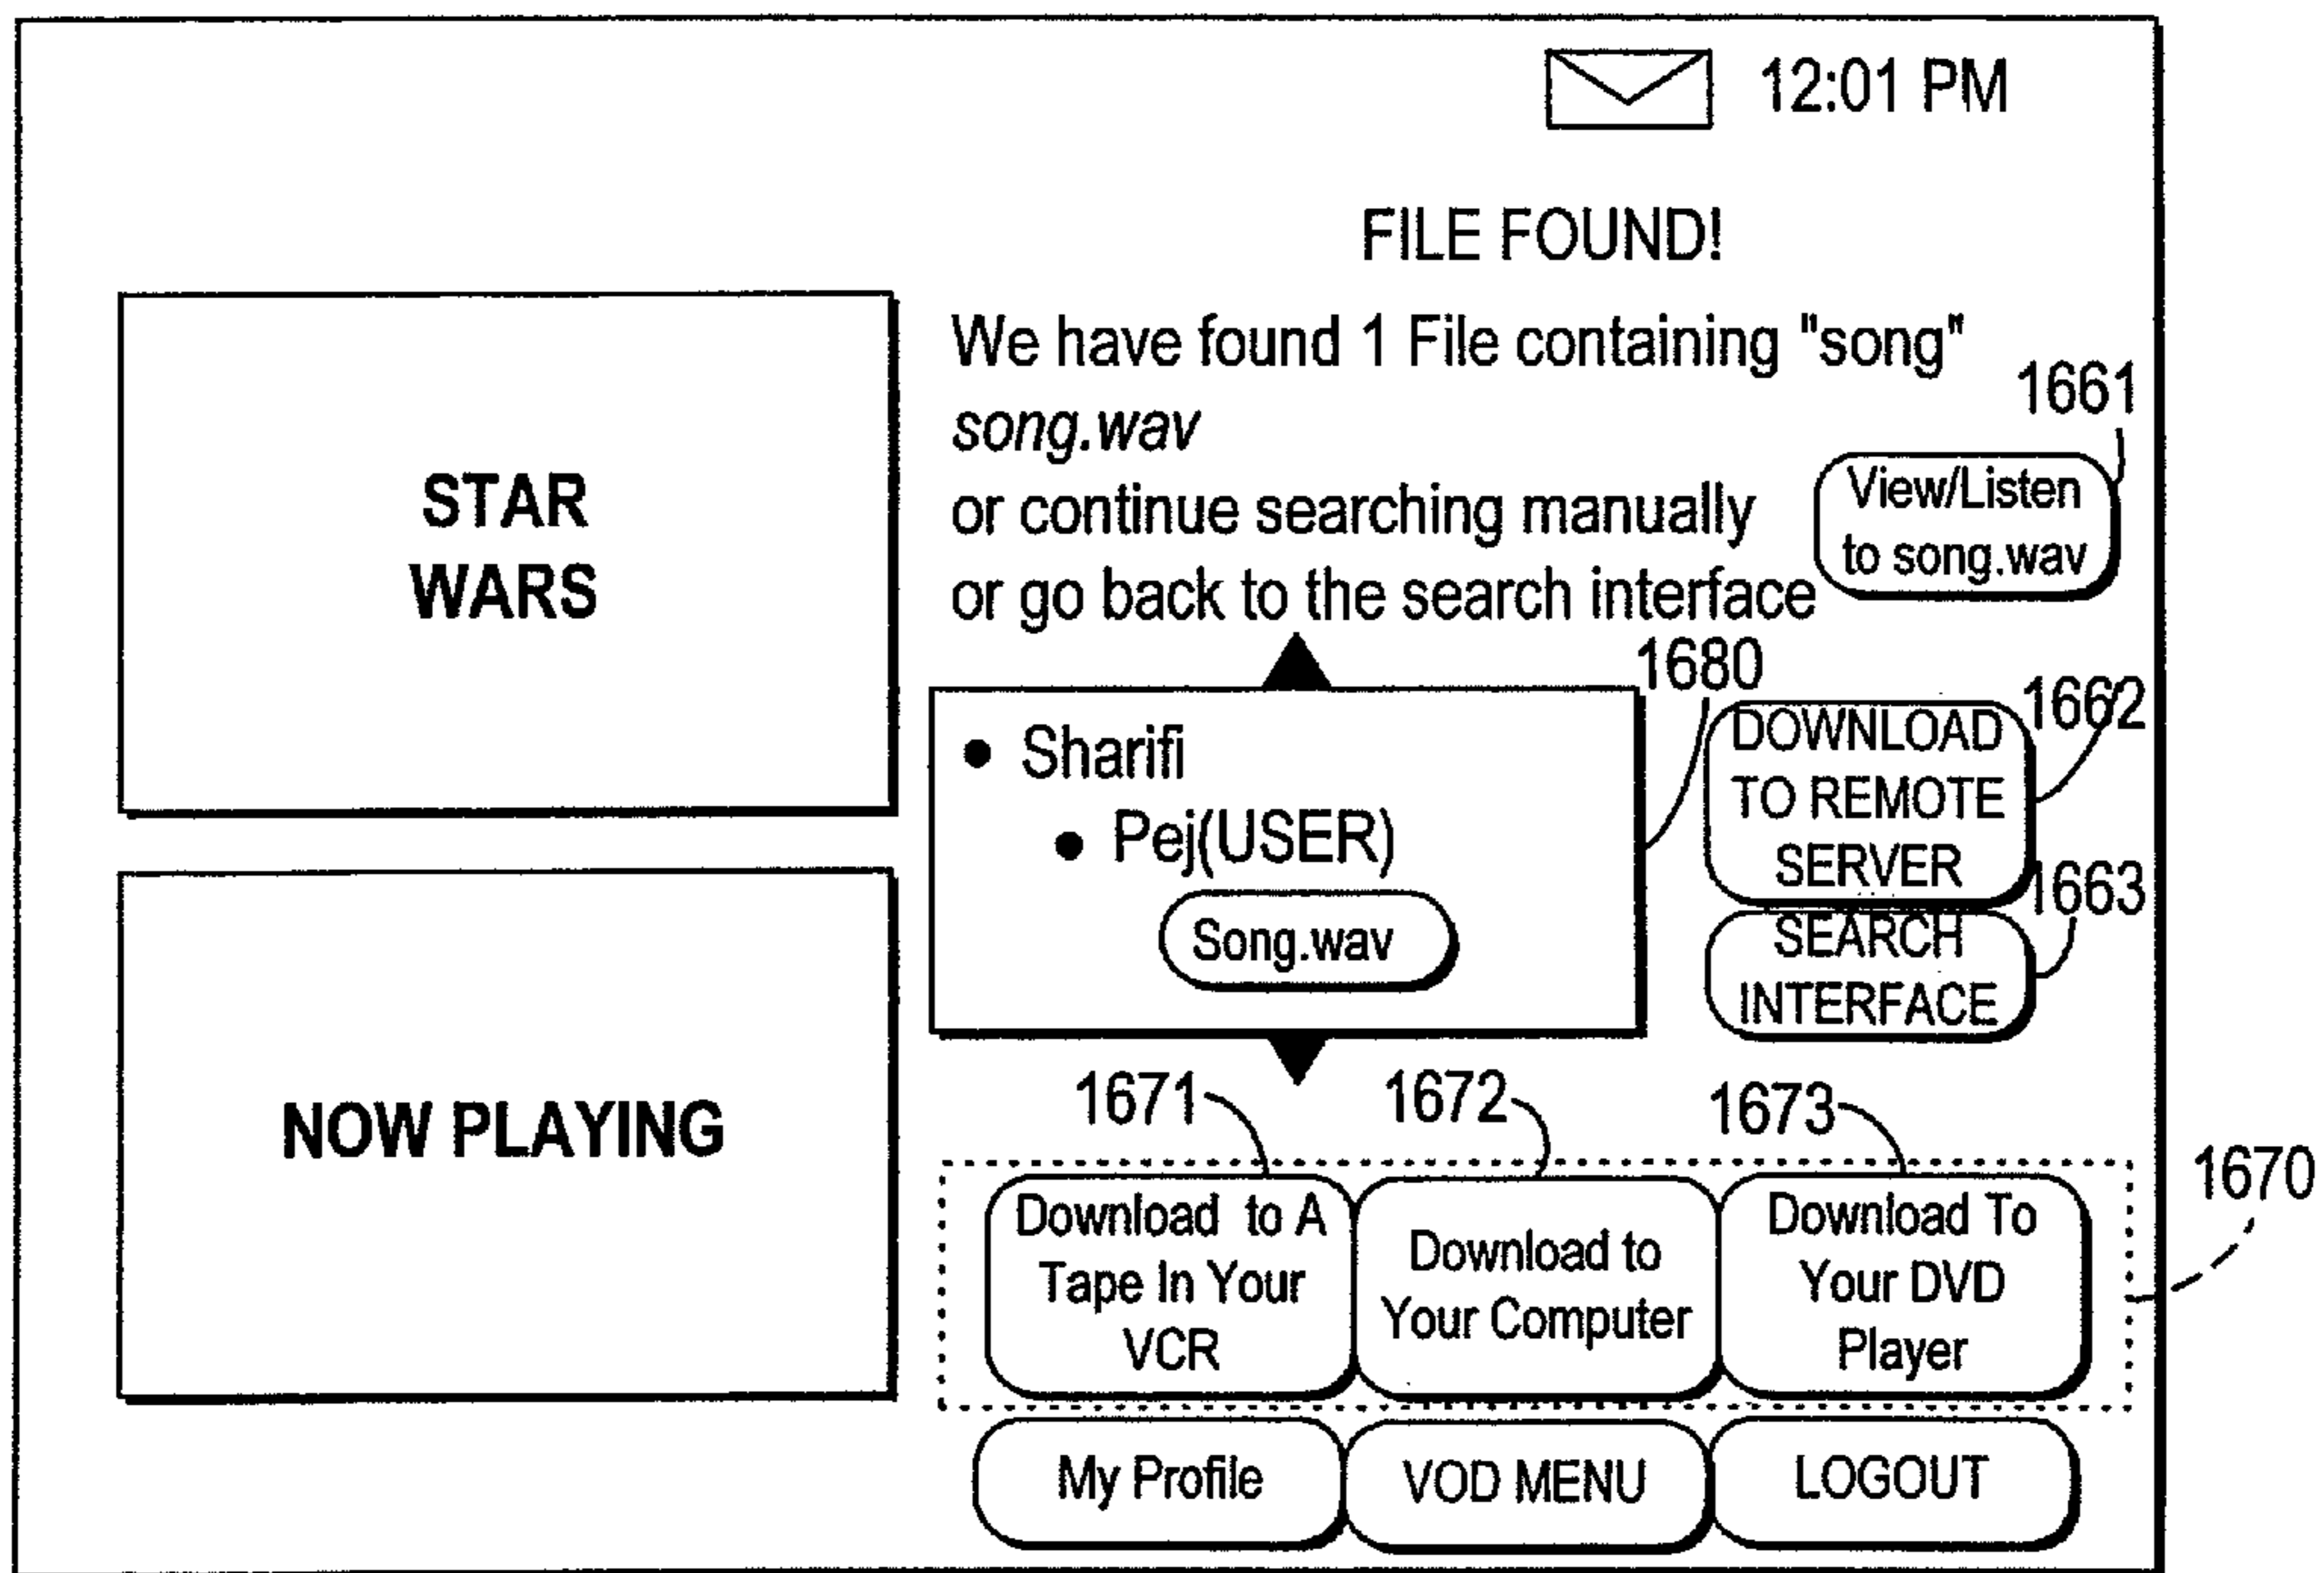 12:01 PM
FILE FOUND!
We have found 1 File containing "song"
song.wav
or continue searching manually
or go back to the search interface
1661
View/Listen
to song.wav
STAR
WARS
1680
Sharifi
Pej(USER)
Song.wav
1662
DOWNLOAD
TO REMOTE
SERVER
1663
SEARCH
INTERFACE
NOW PLAYING
1671
1672
1673
1670
Download to A
Tape In Your
VCR
Download to
Your Computer
Download To
Your DVD
Player
My Profile
VOD MENU
LOGOUT